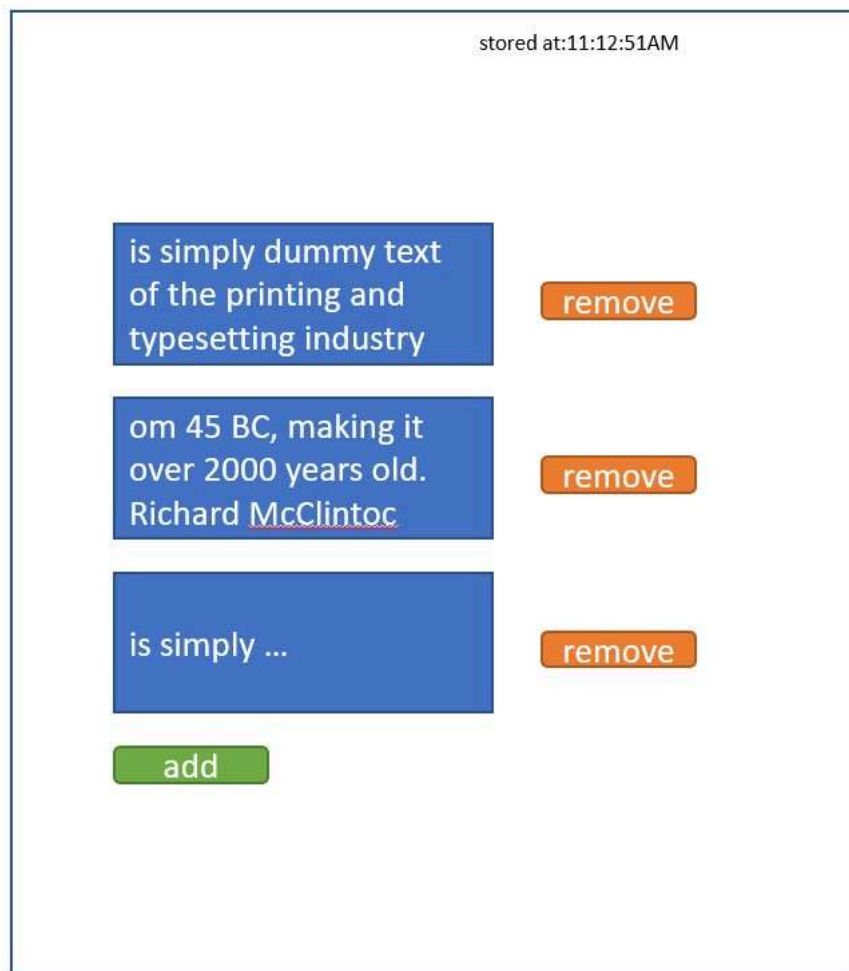 stored at:11:12:51AM
is simply dummy text
of the printing and
typesetting industry
remove
om 45 BC, making it
over 2000 years old.
Richard McClintoc
remove
is simply ...
remove
add